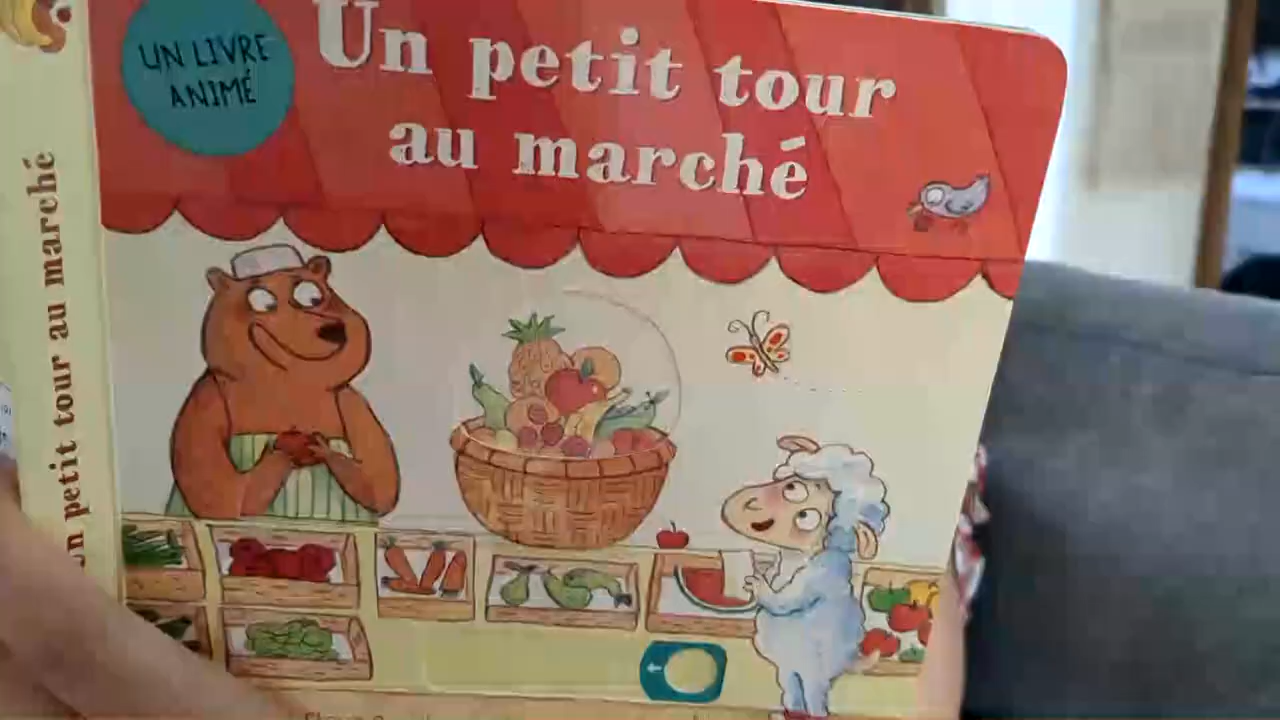 UN LIVRE
ANIMÉ
Un petit tour
au marché
un petit tour au marché